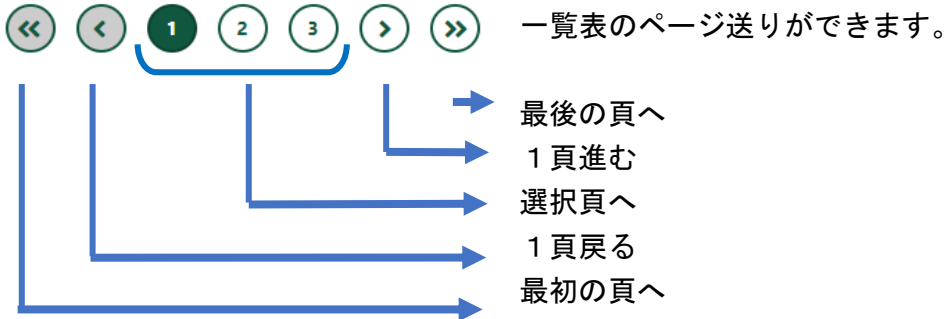 « < 1 2 3 > » 一覧表のページ送りができます。
最後の頁へ
１頁進む
選択頁へ
１頁戻る
最初の頁へ